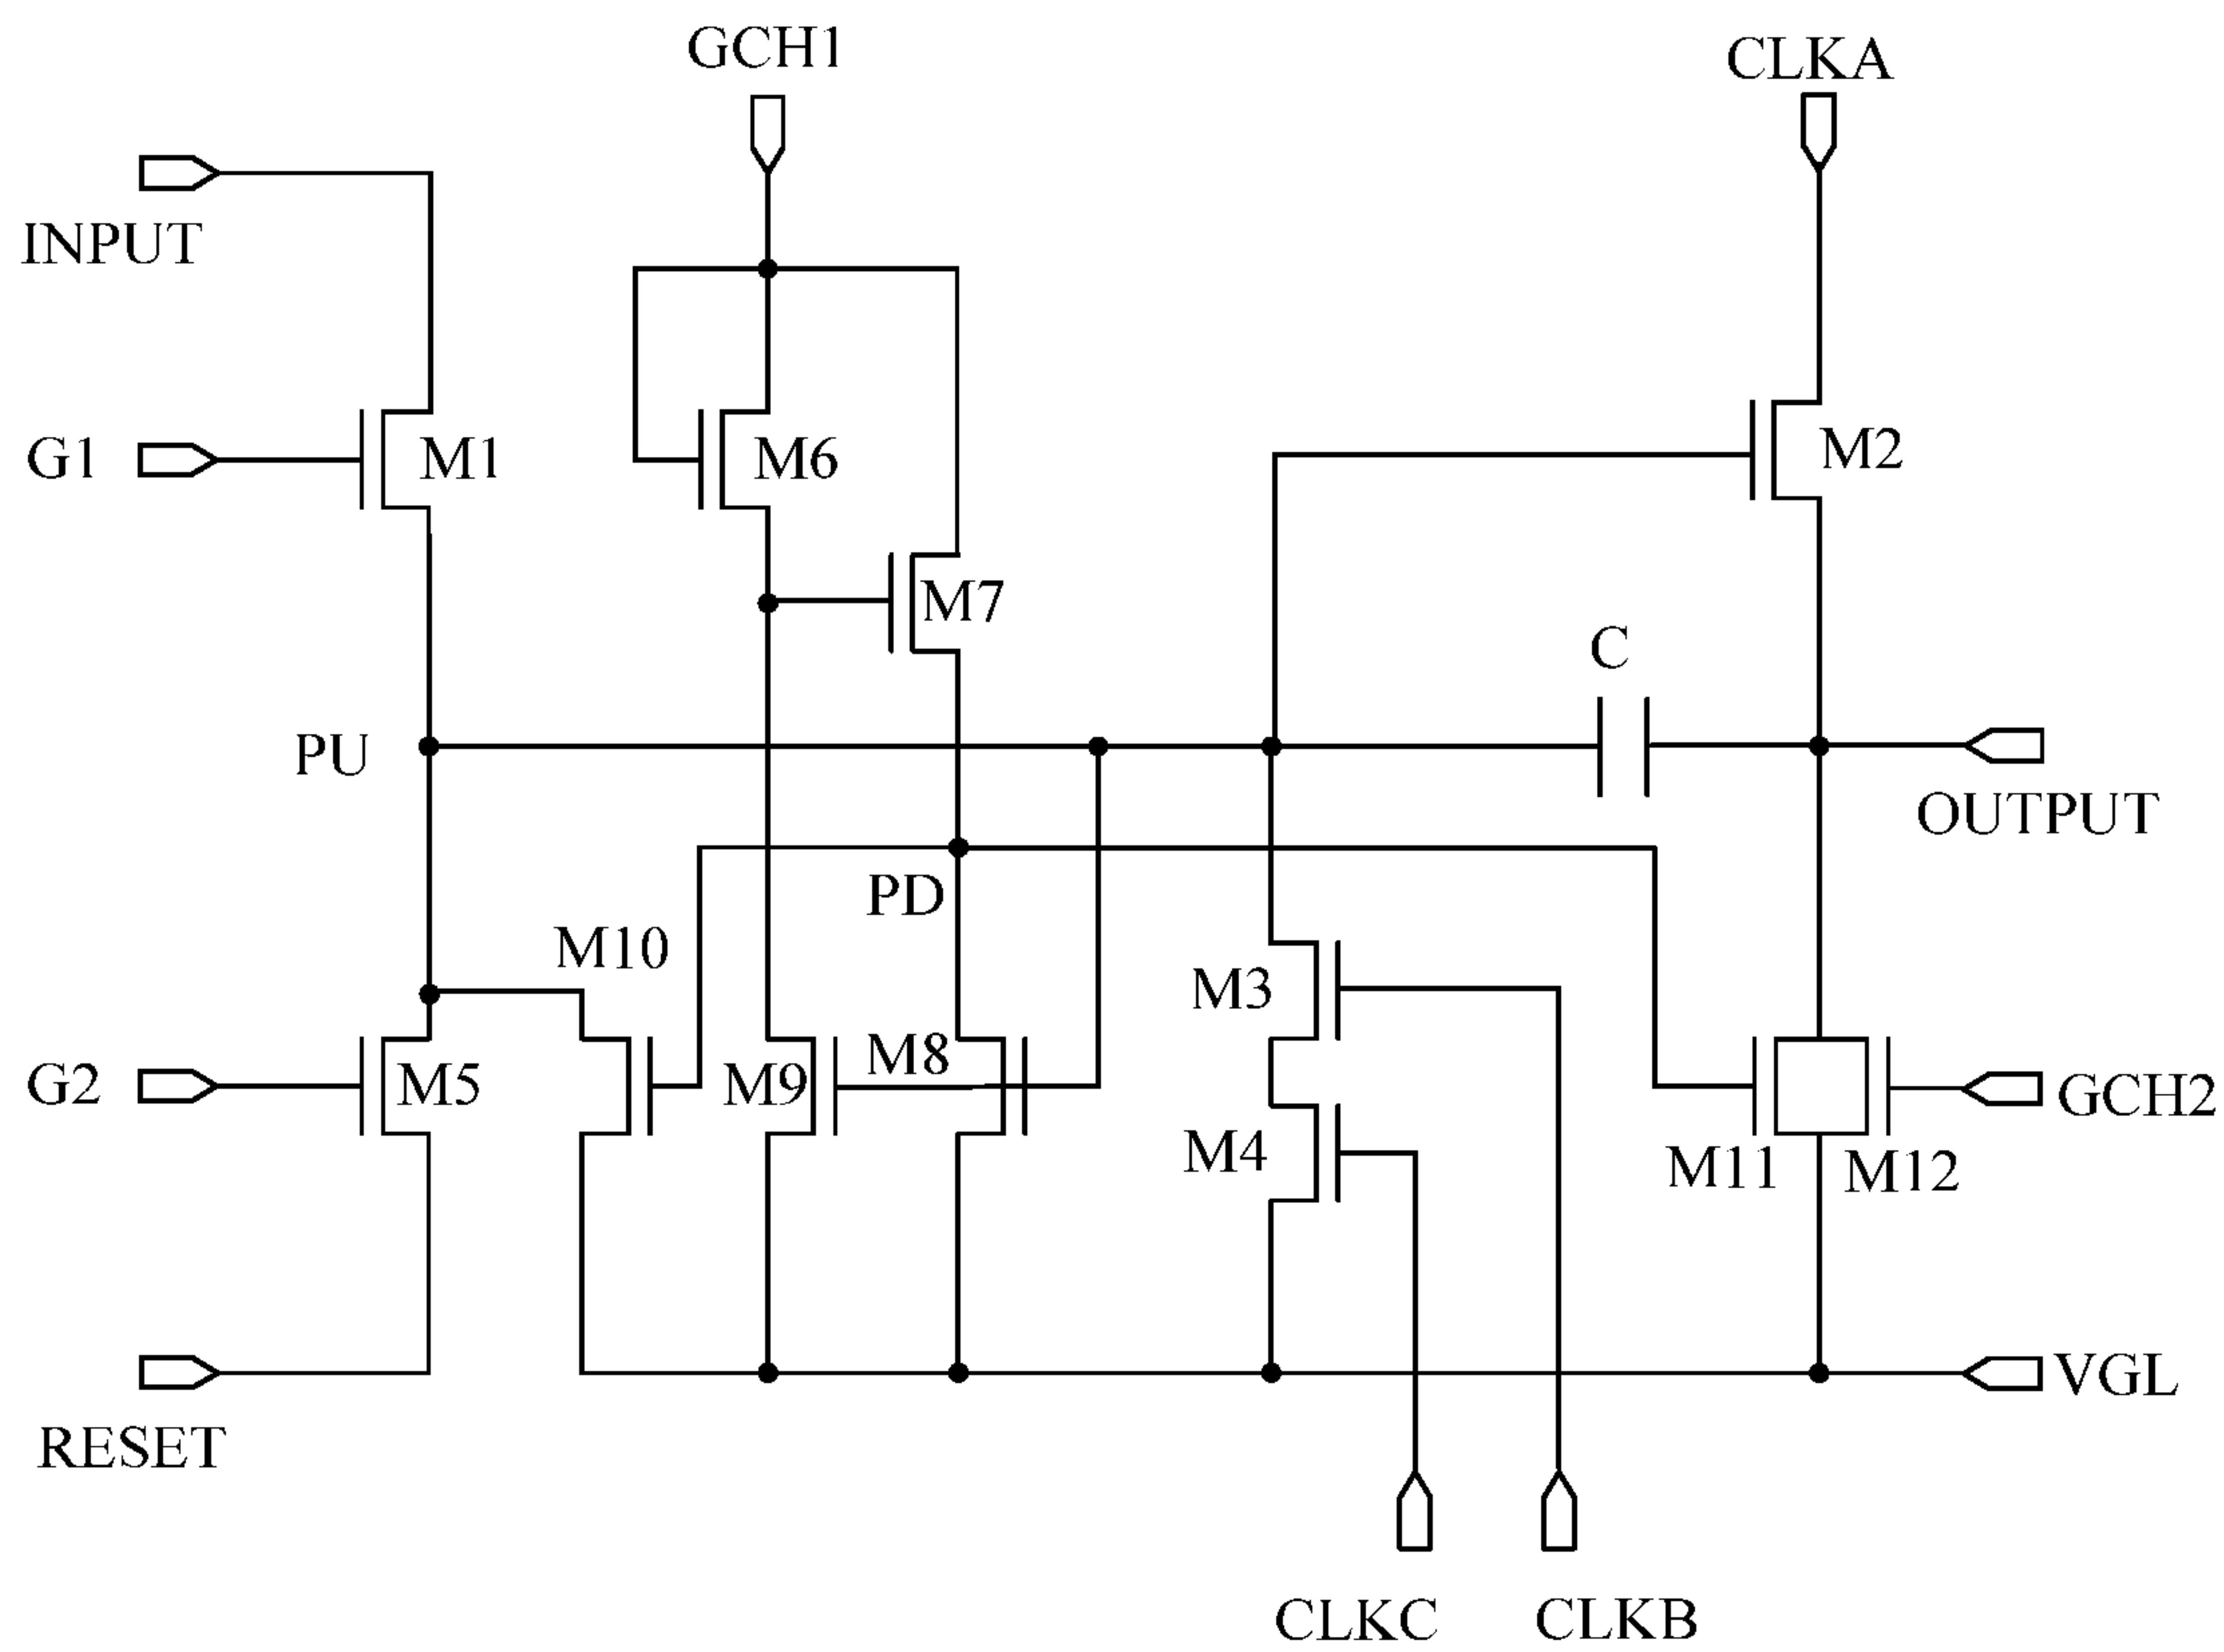 GCH1
CLKA
INPUT
G1
M1
M6
M2
M7
C
PU
OUTPUT
PD
M10
M3
M8
G2
M5
M9
GCH2
M4
M11
M12
VGL
RESET
CLKC
CLKB